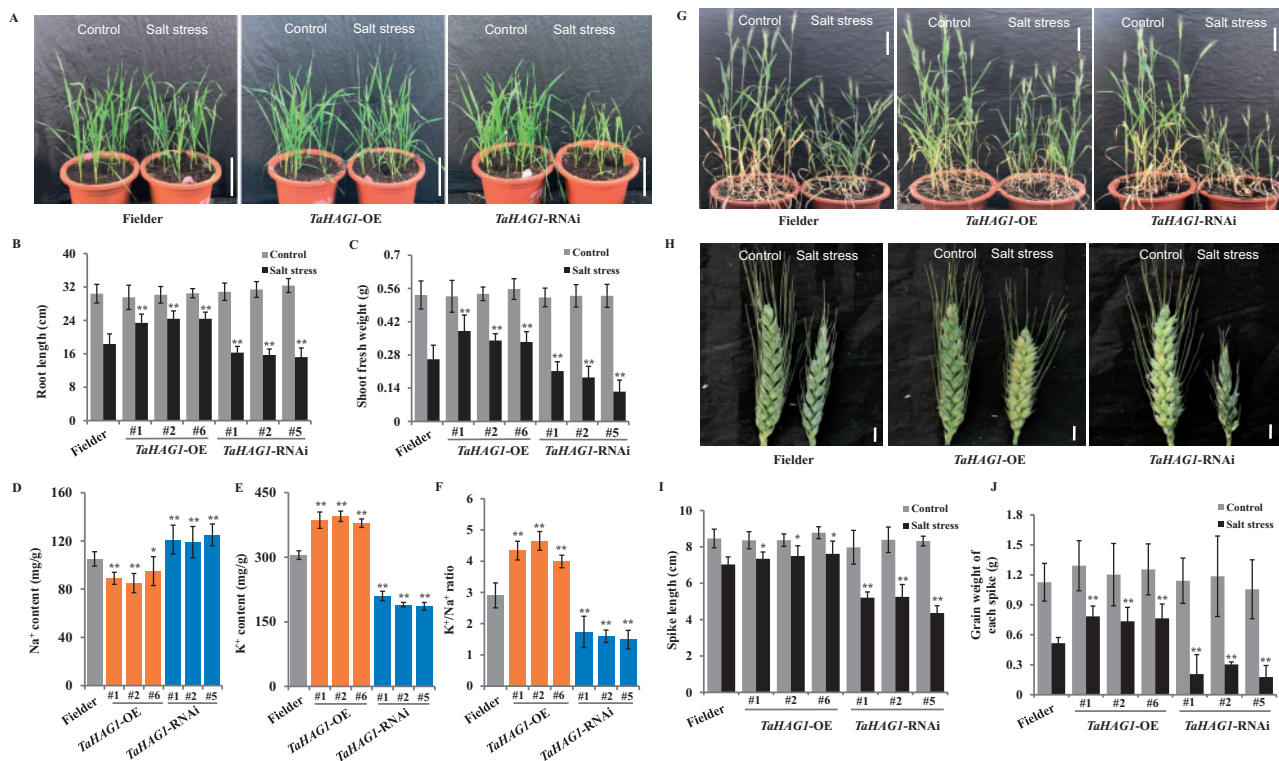 A
Control Salt stress Control Salt stress Control Salt stress
Fielder TaHAG1-OE TaHAG1-RNAi
B
Root length (cm)
40
32
24
16
8
0
Control
Salt stress
** ** ** ** ** **
Fielder #1 #2 #6 #1 #2 #5
TaHAG1-OE TaHAG1-RNAi
C
Shoot fresh weight (g)
0.7
0.56
0.42
0.28
0.14
0
Control
Salt stress
** ** ** ** ** **
Fielder #1 #2 #6 #1 #2 #5
TaHAG1-OE TaHAG1-RNAi
D
Na⁺ content (mg/g)
160
120
80
40
0
** ** * ** ** **
Fielder #1 #2 #6 #1 #2 #5
TaHAG1-OE TaHAG1-RNAi
E
K⁺ content (mg/g)
450
300
150
0
** ** ** ** ** **
Fielder #1 #2 #6 #1 #2 #5
TaHAG1-OE TaHAG1-RNAi
F
K⁺/Na⁺ ratio
6
5
4
3
2
1
0
** ** ** ** ** **
Fielder #1 #2 #6 #1 #2 #5
TaHAG1-OE TaHAG1-RNAi
G
Control Salt stress Control Salt stress Control Salt stress
Fielder TaHAG1-OE TaHAG1-RNAi
H
Control Salt stress Control Salt stress Control Salt stress
Fielder TaHAG1-OE TaHAG1-RNAi
I
Spike length (cm)
10
8
6
4
2
0
Control
Salt stress
* * * ** ** **
Fielder #1 #2 #6 #1 #2 #5
TaHAG1-OE TaHAG1-RNAi
J
Grain weight of
each spike (g)
1.8
1.5
1.2
0.9
0.6
0.3
0
Control
Salt stress
** ** ** ** ** **
Fielder #1 #2 #6 #1 #2 #5
TaHAG1-OE TaHAG1-RNAi